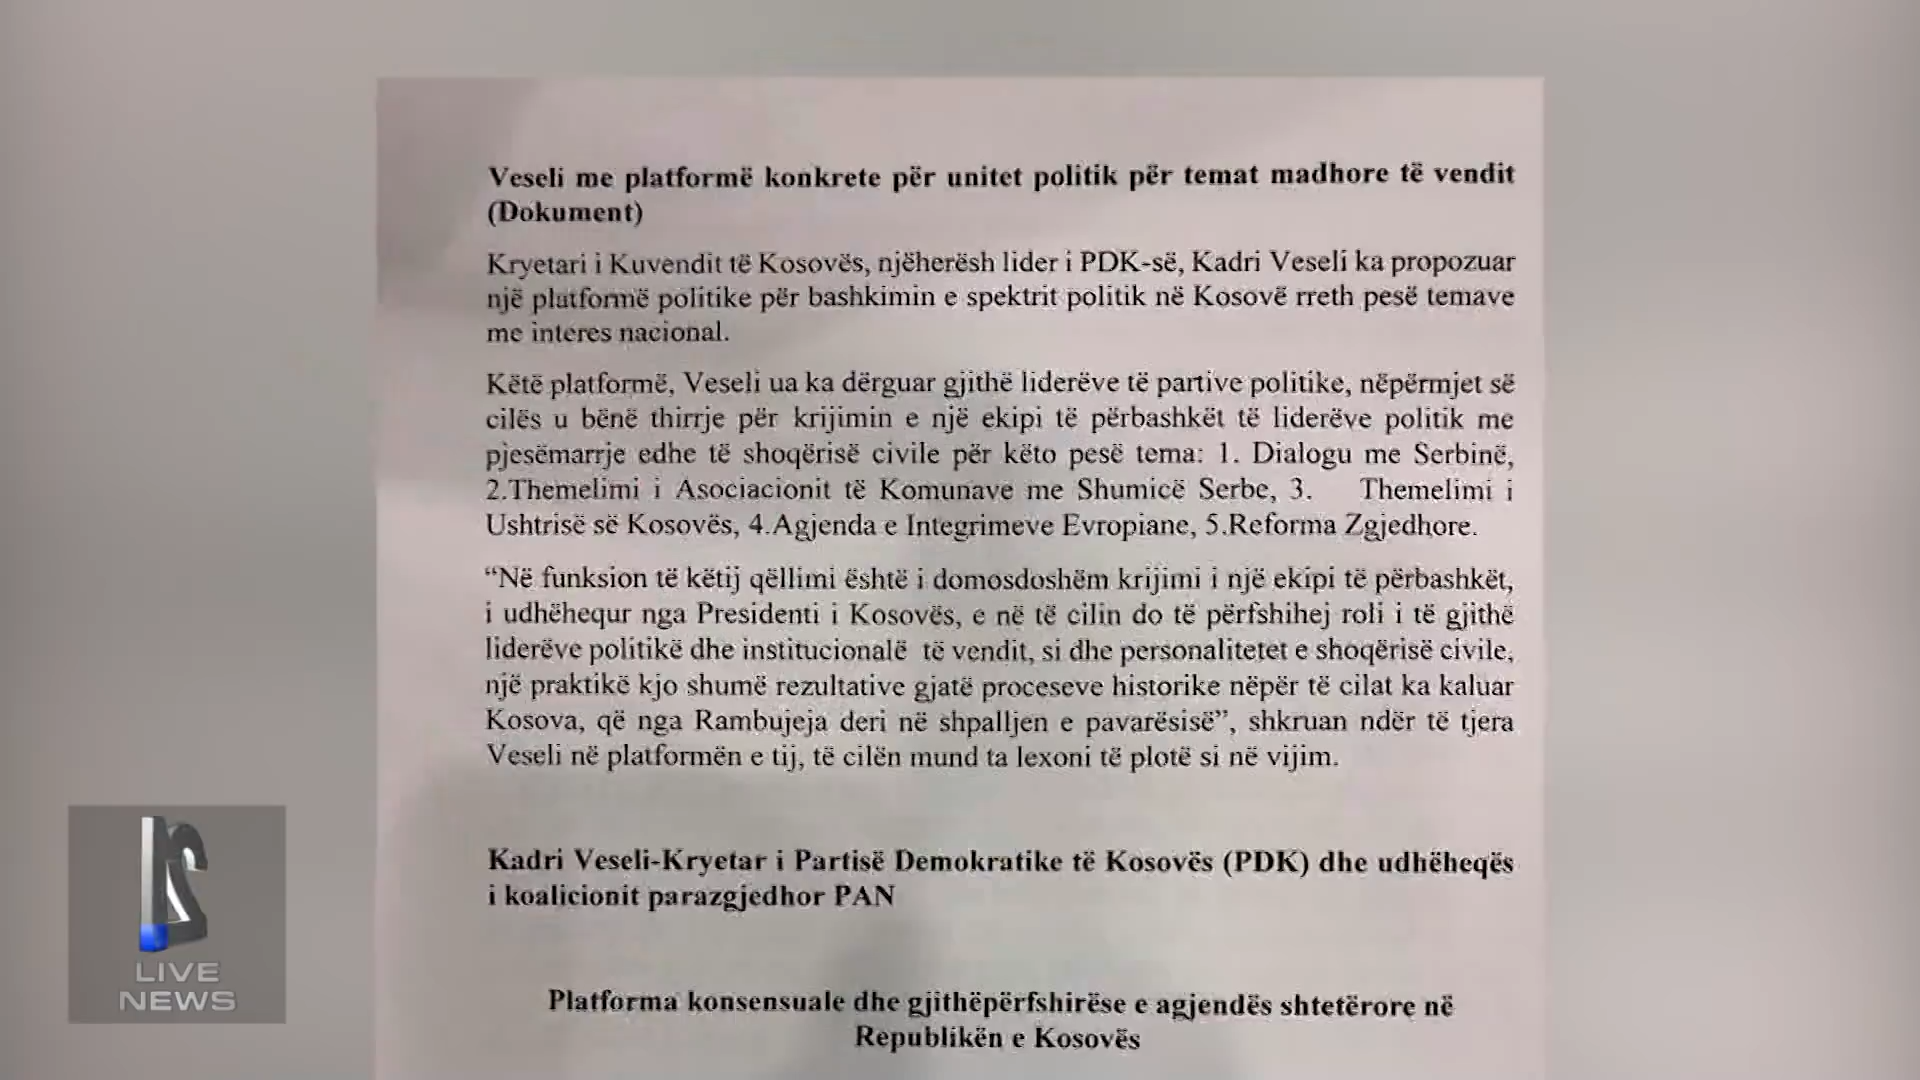 Veseli me platformë konkrete për unitet politik për temat madhore të vendit
(Dokument)
Kryetari i Kuvendit të Kosovës, njëherësh lider i PDK-së, Kadri Veseli ka propozuar
një platformë politike për bashkimin e spektrit politik në Kosovë rreth pesë temave
me interes nacional.
Këtë platformë, Veseli ua ka dërguar gjithë liderëve të partive politike, nëpërmjet së
cilës u bënë thirrje për krijimin e një ekipi të përbashkët të liderëve politik me
pjesëmarrje edhe të shoqërisë civile për këto pesë tema: 1. Dialogu me Serbinë,
2.Themelimi i Asociacionit të Komunave me Shumicë Serbe, 3. Themelimi i
Ushtrisë së Kosovës, 4.Agjenda e Integrimeve Evropiane, 5.Reforma Zgjedhore.
“Në funksion të këtij qëllimi është i domosdoshëm krijimi i një ekipi të përbashkët,
i udhëhequr nga Presidenti i Kosovës, e në të cilin do të përfshihej roli i të gjithë
liderëve politikë dhe institucionalë të vendit, si dhe personalitetet e shoqërisë civile,
një praktikë kjo shumë rezultative gjatë proceseve historike nëpër të cilat ka kaluar
Kosova, që nga Rambujeja deri në shpalljen e pavarësisë”, shkruan ndër të tjera
Veseli në platformën e tij, të cilën mund ta lexoni të plotë si në vijim.
Kadri Veseli-Kryetar i Partisë Demokratike të Kosovës (PDK) dhe udhëheqës
i koalicionit parazgjedhor PAN
Platforma konsensuale dhe gjithëpërfshirëse e agjendës shtetërore në
Republikën e Kosovës
21
LIVE
NEWS